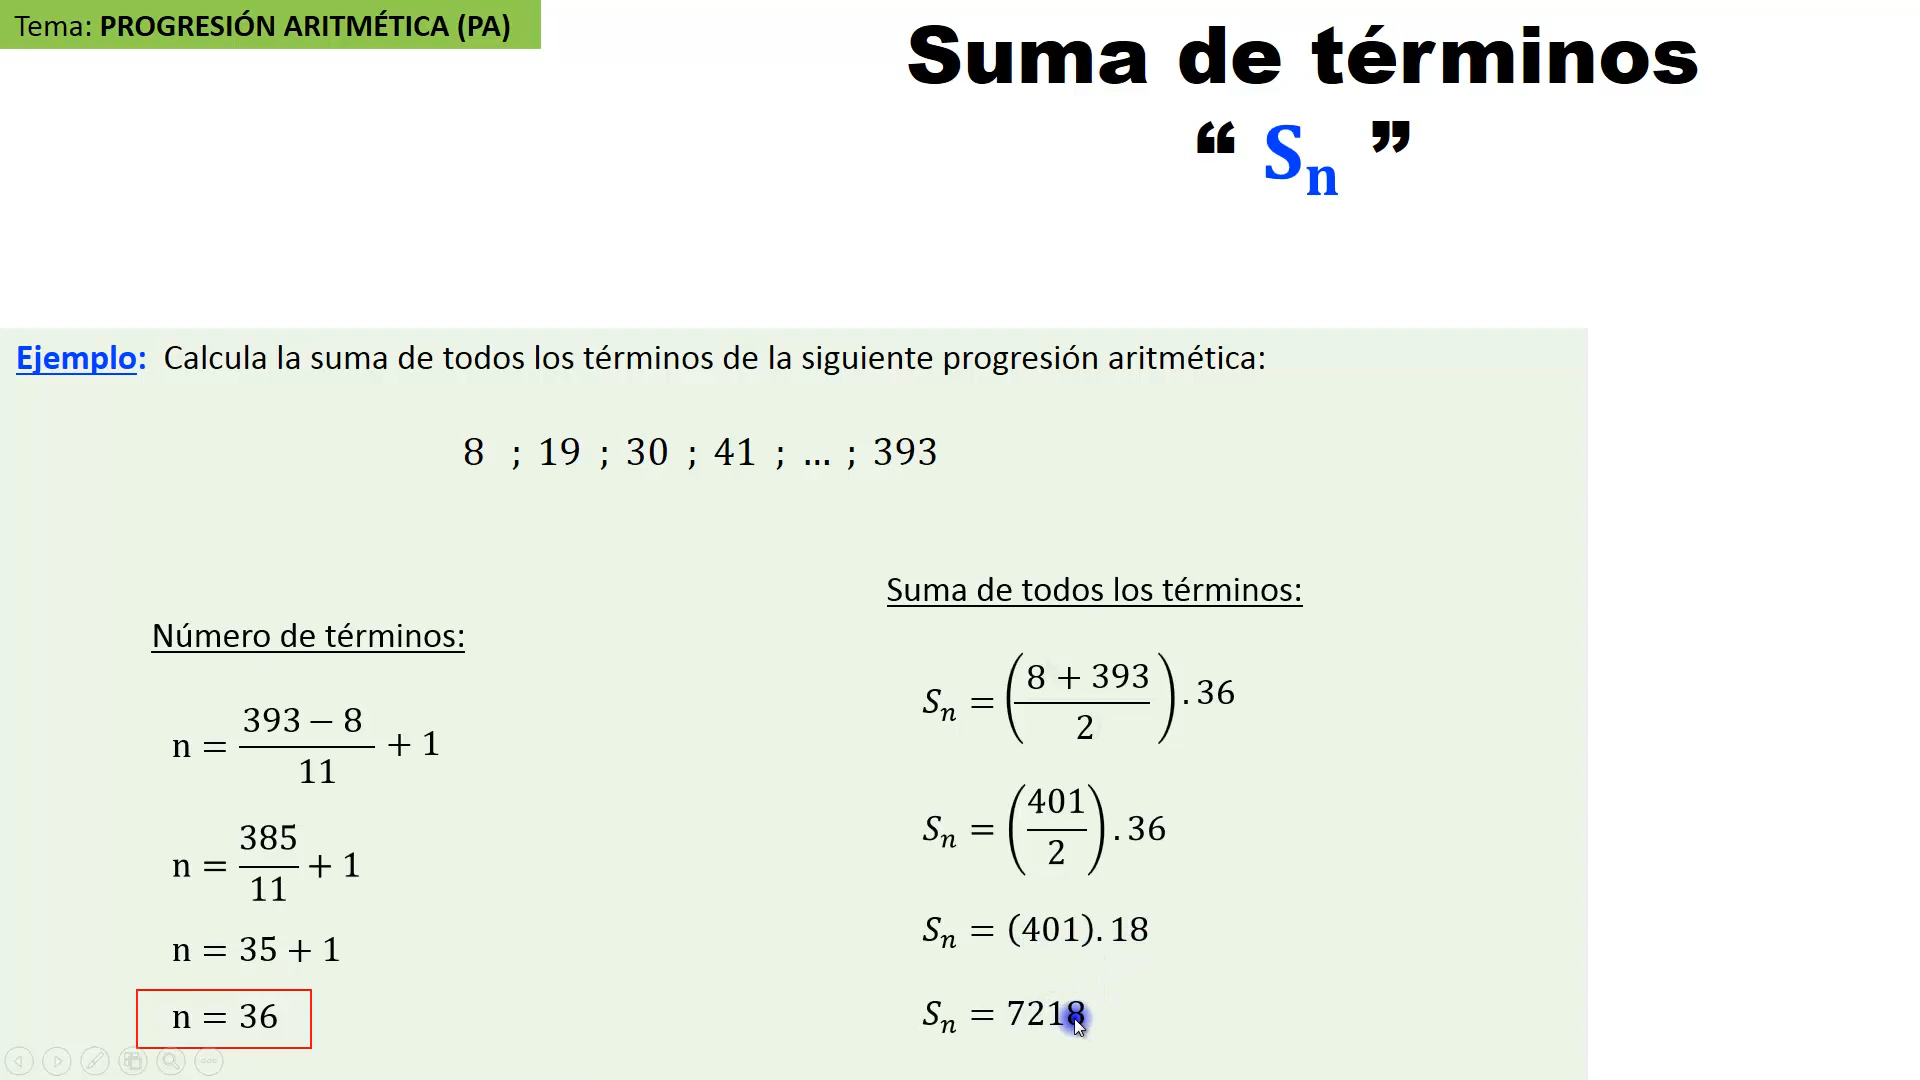 Tema: PROGRESIÓN ARITMÉTICA (PA)
Suma de términos
“ Sₙ ”
Ejemplo: Calcula la suma de todos los términos de la siguiente progresión aritmética:
8 ; 19 ; 30 ; 41 ; ... ; 393
Número de términos:
n = (393 − 8)/11 + 1
n = 385/11 + 1
n = 35 + 1
n = 36
Suma de todos los términos:
Sₙ = ((8 + 393)/2) . 36
Sₙ = (401/2) . 36
Sₙ = (401). 18
Sₙ = 7218